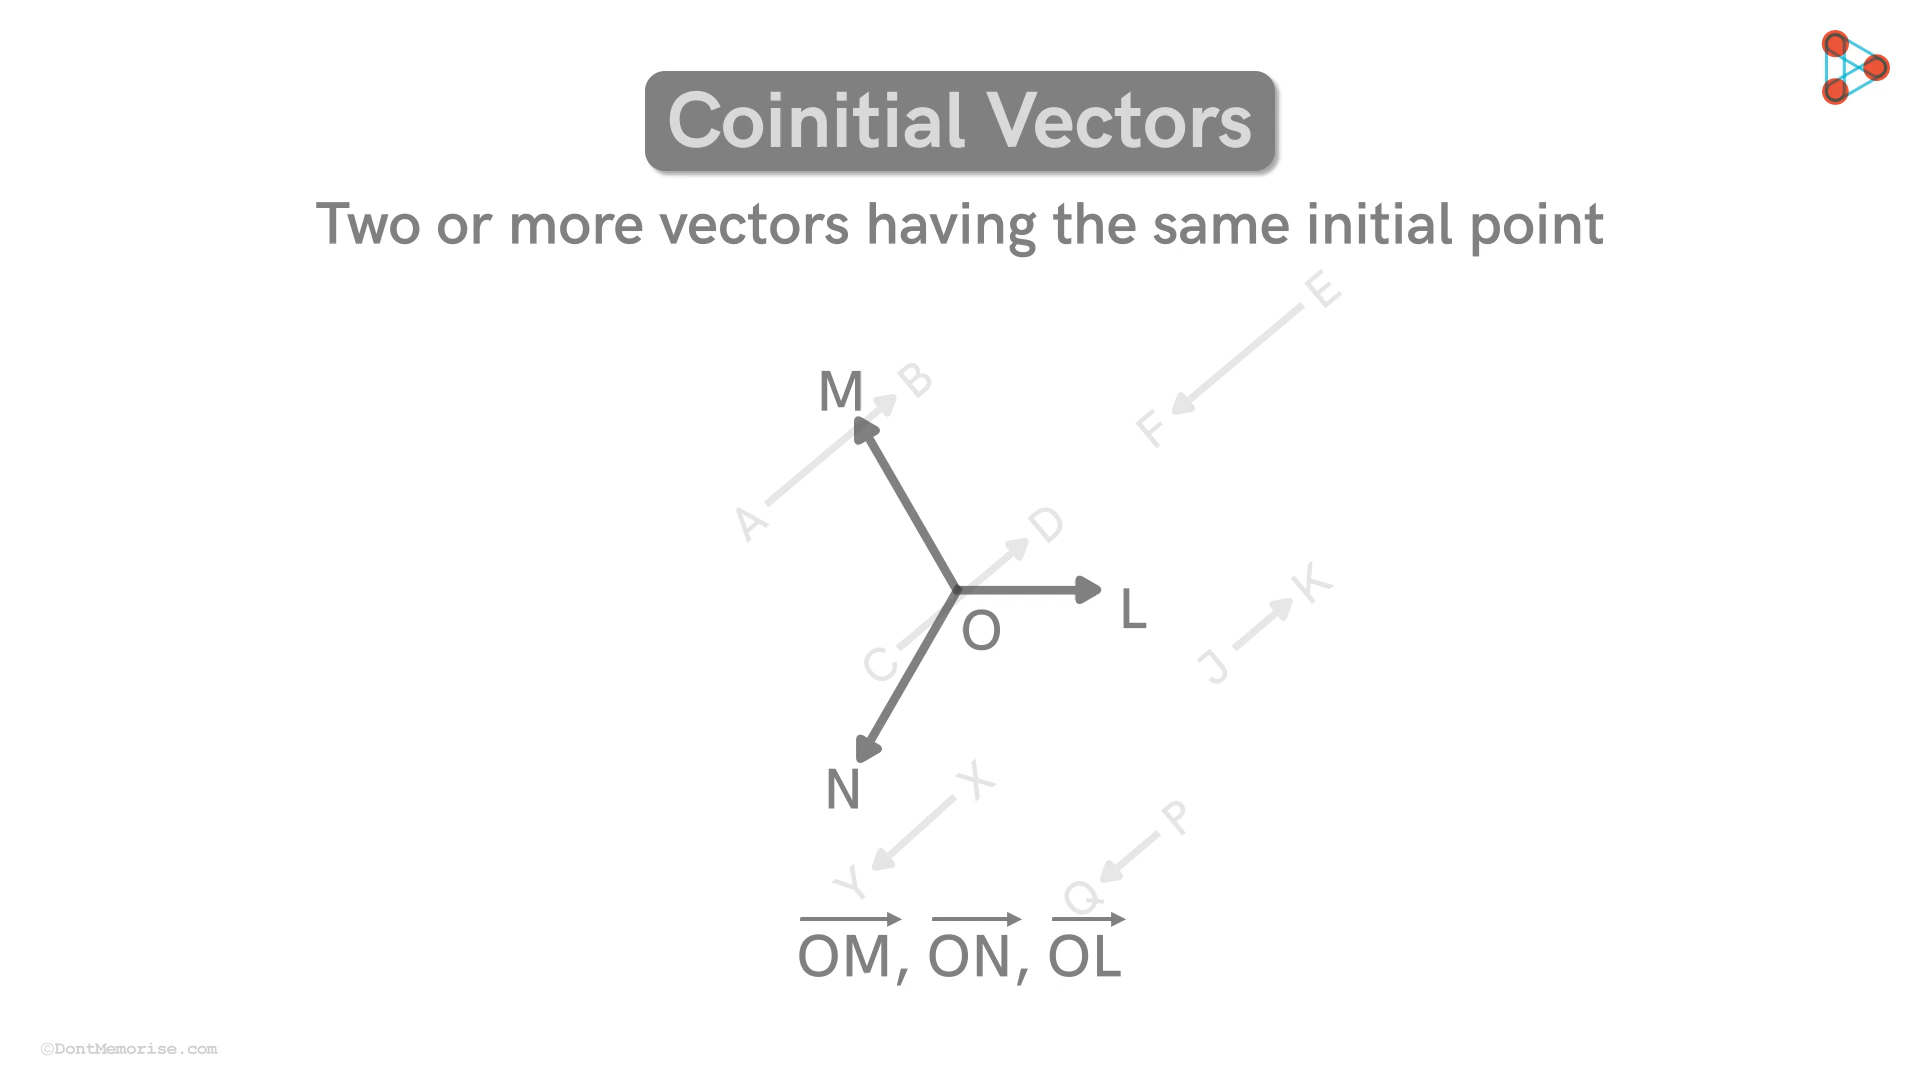 Coinitial Vectors
Two or more vectors having the same initial point
E
M
B
F
A
D
K
L
O
C
J
X
N
P
Y
Q
OM, ON, OL
©DontMemorise.com